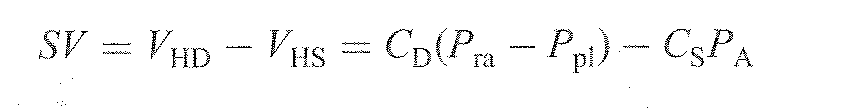 SV = V_HD − V_HS = C_D(P_ra − P_pl) − C_S P_A